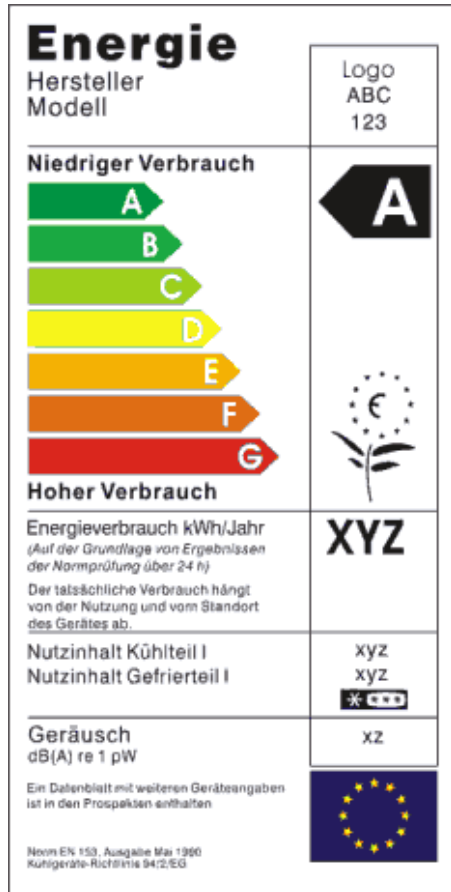 Energie
Hersteller
Modell
Logo
ABC
123
Niedriger Verbrauch
A
A
B
C
D
E
F
G
Hoher Verbrauch
Energieverbrauch kWh/Jahr
XYZ
(Auf der Grundlage von Ergebnissen
der Normprüfung über 24 h)
Der tatsächliche Verbrauch hängt
von der Nutzung und vom Standort
des Gerätes ab.
Nutzinhalt Kühlteil l
xyz
Nutzinhalt Gefrierteil l
xyz
Geräusch
xz
dB(A) re 1 pW
Ein Datenblatt mit weiteren Geräteangaben
ist in den Prospekten enthalten
Norm EN 153, Ausgabe Mai 1990
Kühlgeräte-Richtlinie 94/2/EG